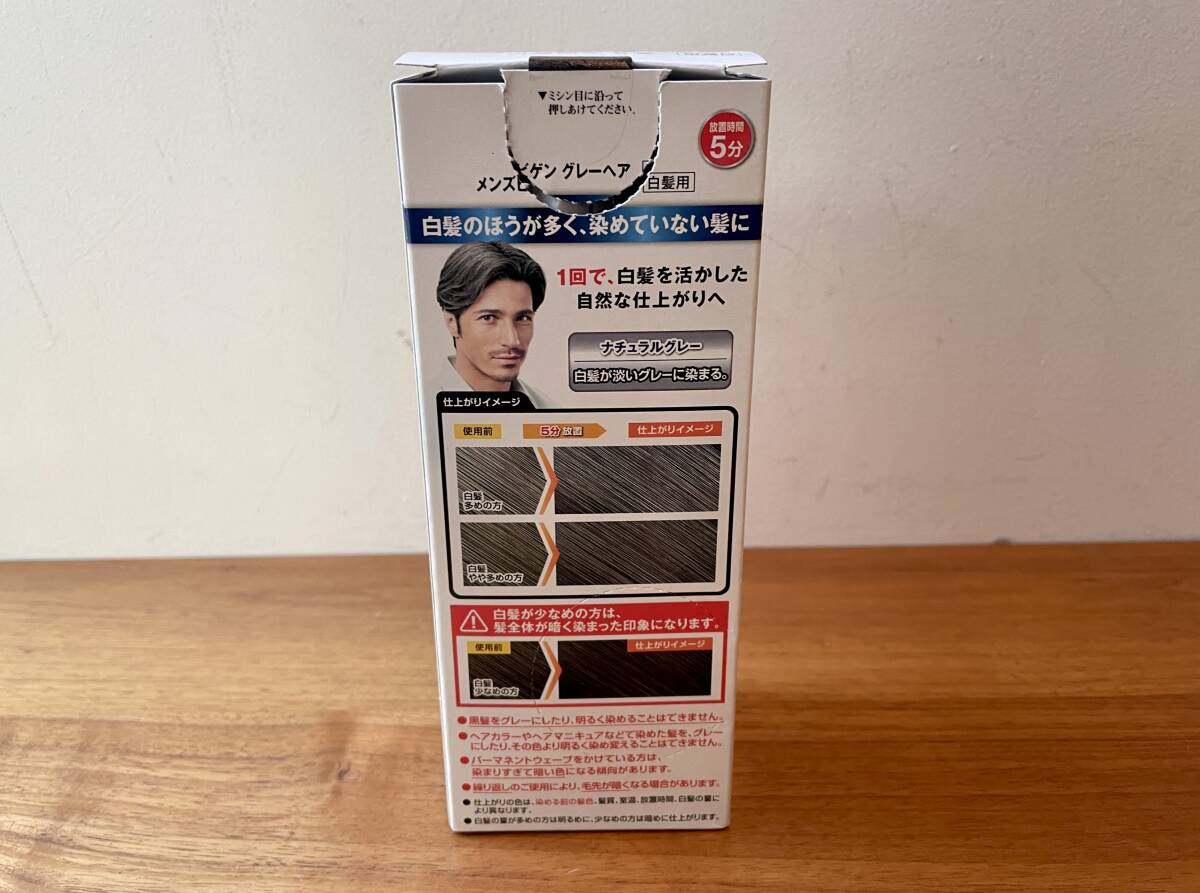 ▼ミシン目に沿って
押しあけてください。
放置時間
5分
ビゲン グレーヘア
メンズビ
白髪用
白髪のほうが多く、染めていない髪に
1回で、白髪を活かした
自然な仕上がりへ
ナチュラルグレー
白髪が淡いグレーに染まる。
仕上がりイメージ
使用前
5分放置
仕上がりイメージ
白髪
多めの方
白髪
やや多めの方
白髪が少なめの方は、
髪全体が暗く染まった印象になります。
使用前
仕上がりイメージ
白髪
少なめの方
●黒髪をグレーにしたり、明るく染めることはできません。
●ヘアカラーやヘアマニキュアなどで染めた髪を、グレー
にしたり、その色より明るく染め変えることはできません。
●パーマネントウェーブをかけている方は、
染まりすぎて暗い色になる傾向があります。
●繰り返しのご使用により、毛先が暗くなる場合があります。
●仕上がりの色は、染める前の髪色、髪質、室温、放置時間、白髪の量に
より異なります。
●白髪の量が多めの方は明るめに、少なめの方は暗めに仕上がります。